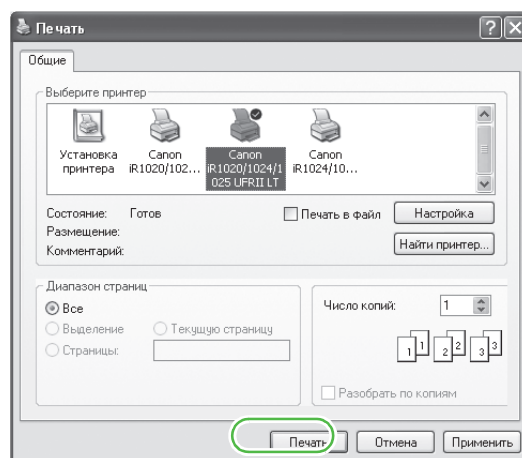 Печать
Общие
Выберите принтер
Установка принтера
Canon iR1020/102...
Canon iR1020/1024/1025 UFRII LT
Canon iR1024/10...
Состояние: Готов
Печать в файл
Настройка
Размещение:
Комментарий:
Найти принтер...
Диапазон страниц
Все
Выделение
Текущую страницу
Страницы:
Число копий: 1
1 1 2 2 3 3
Разобрать по копиям
Печать
Отмена
Применить